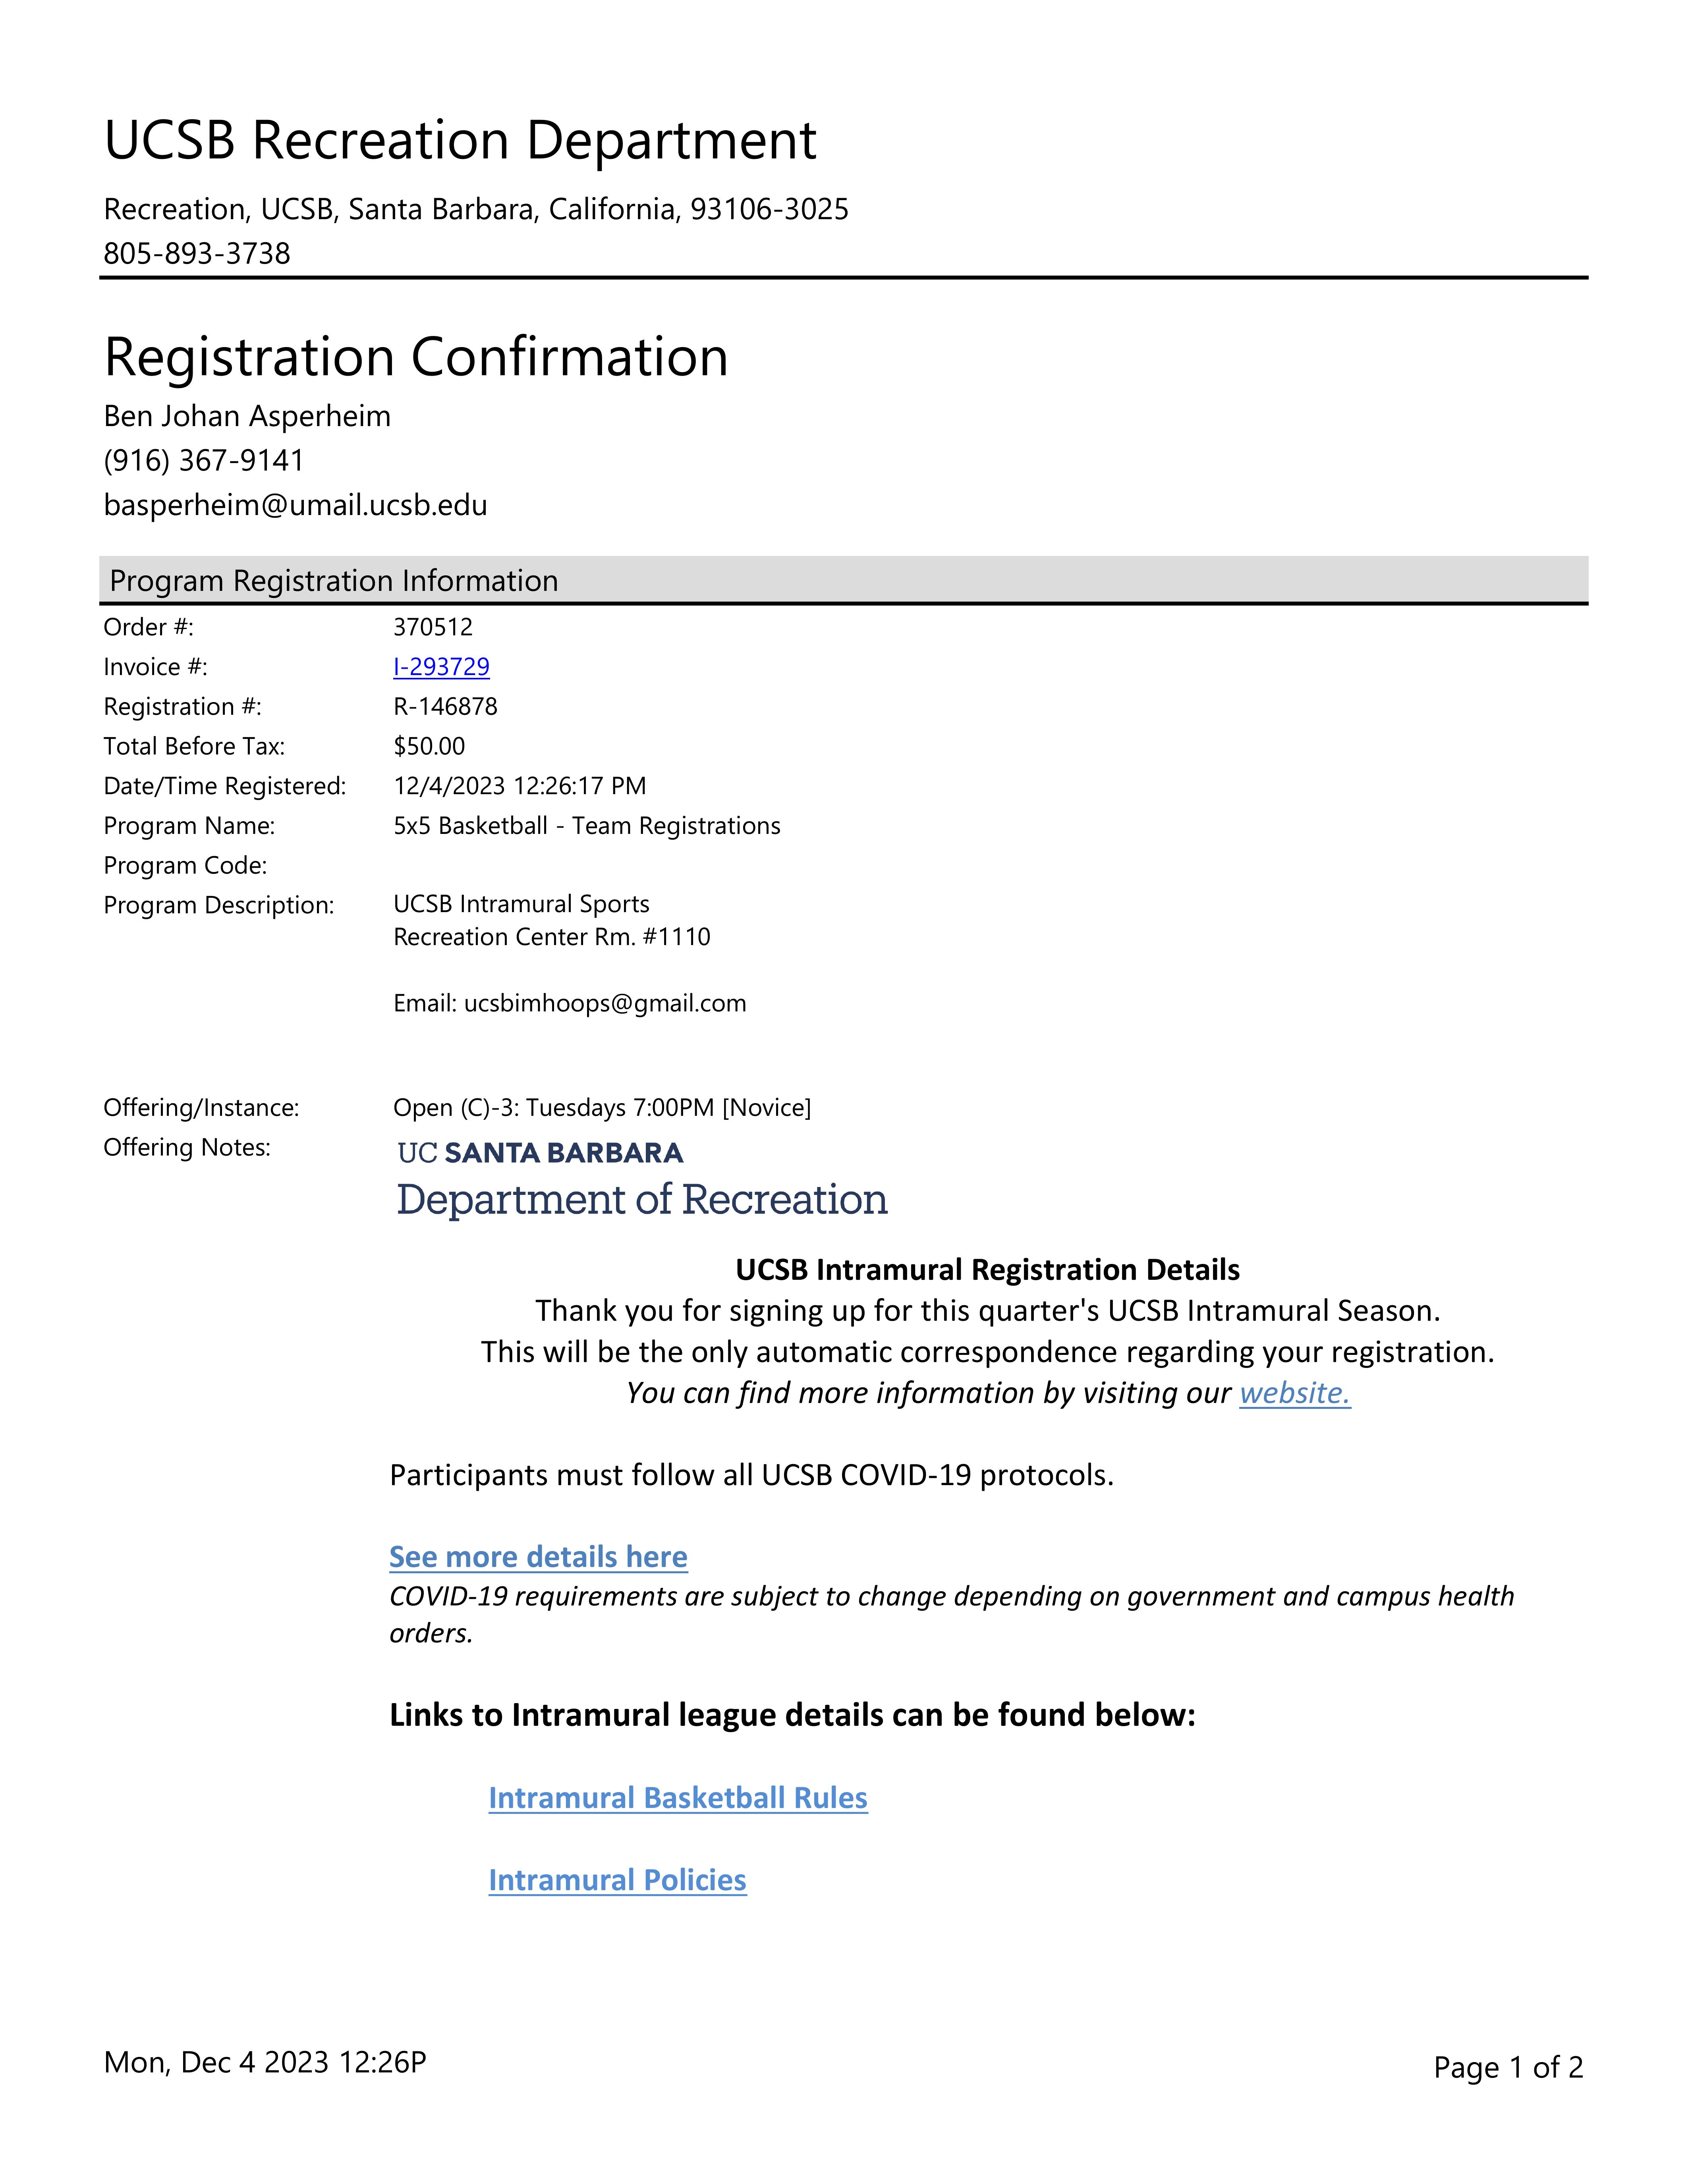 UCSB Recreation Department
Recreation, UCSB, Santa Barbara, California, 93106-3025
805-893-3738
Registration Confirmation
Ben Johan Asperheim
(916) 367-9141
basperheim@umail.ucsb.edu
Program Registration Information
Order #: 370512
Invoice #: I-293729
Registration #: R-146878
Total Before Tax: $50.00
Date/Time Registered: 12/4/2023 12:26:17 PM
Program Name: 5x5 Basketball - Team Registrations
Program Code:
Program Description: UCSB Intramural Sports
Recreation Center Rm. #1110
Email: ucsbimhoops@gmail.com
Offering/Instance: Open (C)-3: Tuesdays 7:00PM [Novice]
Offering Notes: UC SANTA BARBARA
Department of Recreation
UCSB Intramural Registration Details
Thank you for signing up for this quarter's UCSB Intramural Season.
This will be the only automatic correspondence regarding your registration.
You can find more information by visiting our website.
Participants must follow all UCSB COVID-19 protocols.
See more details here
COVID-19 requirements are subject to change depending on government and campus health
orders.
Links to Intramural league details can be found below:
Intramural Basketball Rules
Intramural Policies
Mon, Dec 4 2023 12:26P
Page 1 of 2